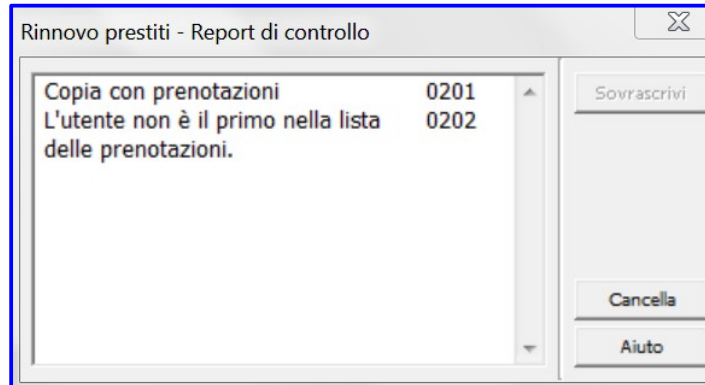 Rinnovo prestiti - Report di controllo
Copia con prenotazioni 0201
L'utente non è il primo nella lista 0202
delle prenotazioni.
Sovrascrivi
Cancella
Aiuto